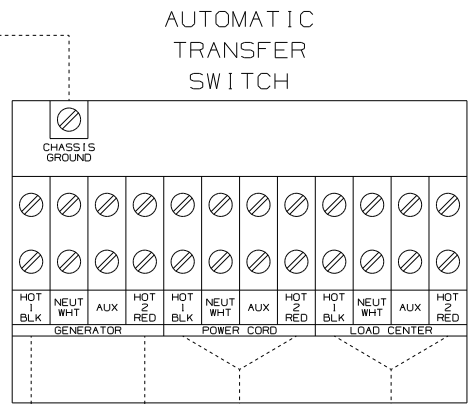 AUTOMATIC
TRANSFER
SWITCH
CHASSIS
GROUND
HOT 1 BLK
NEUT WHT
AUX
HOT 2 RED
HOT 1 BLK
NEUT WHT
AUX
HOT 2 RED
HOT 1 BLK
NEUT WHT
AUX
HOT 2 RED
GENERATOR
POWER CORD
LOAD CENTER